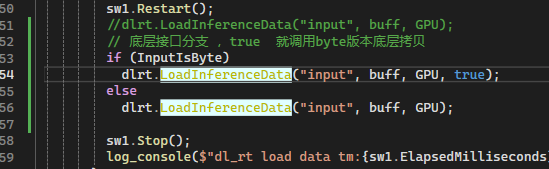 50 sw1.Restart();
51 //dlrt.LoadInferenceData("input", buff, GPU);
52 // 底层接口分支 ，true 就调用byte版本底层拷贝
53 if (InputIsByte)
54 dlrt.LoadInferenceData("input", buff, GPU, true);
55 else
56 dlrt.LoadInferenceData("input", buff, GPU);
57
58 sw1.Stop();
59 log_console($"dl_rt load data tm:{sw1.ElapsedMilliseconds